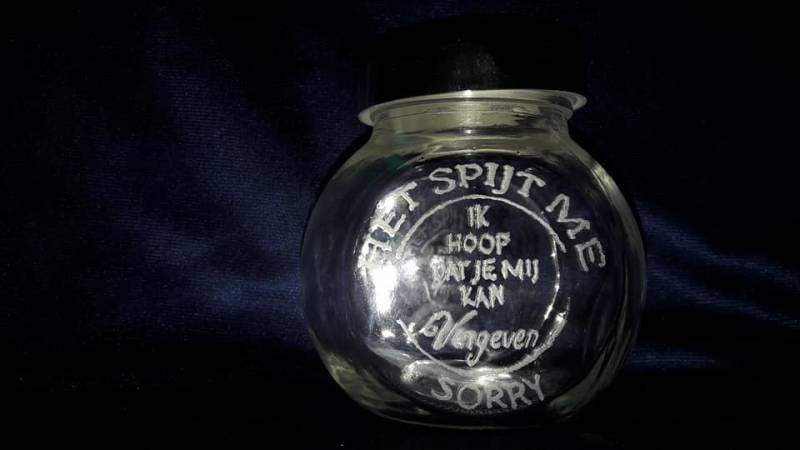 HET SPIJT ME
IK
HOOP
DAT JE MIJ
KAN
Vergeven
SORRY